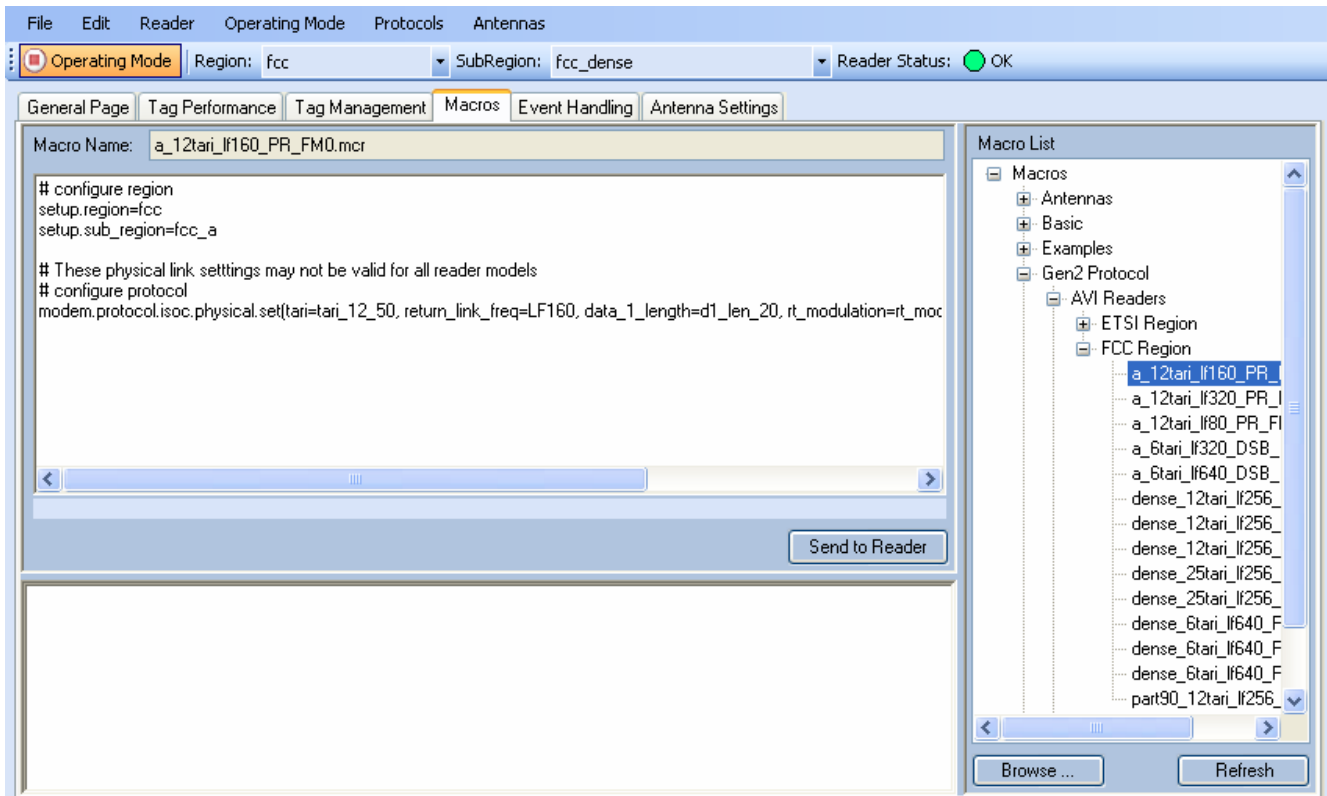 File Edit Reader Operating Mode Protocols Antennas
Operating Mode Region: fcc SubRegion: fcc_dense Reader Status: OK
General Page Tag Performance Tag Management Macros Event Handling Antenna Settings
Macro Name: a_12tari_lf160_PR_FM0.mcr
# configure region
setup.region=fcc
setup.sub_region=fcc_a
# These physical link setttings may not be valid for all reader models
# configure protocol
modem.protocol.isoc.physical.set(tari=tari_12_50, return_link_freq=LF160, data_1_length=d1_len_20, rt_modulation=rt_moc
Send to Reader
Macro List
Macros
Antennas
Basic
Examples
Gen2 Protocol
AVI Readers
ETSI Region
FCC Region
a_12tari_lf160_PR_
a_12tari_lf320_PR_
a_12tari_lf80_PR_F
a_6tari_lf320_DSB_
a_6tari_lf640_DSB_
dense_12tari_lf256_
dense_12tari_lf256_
dense_12tari_lf256_
dense_25tari_lf256_
dense_25tari_lf256_
dense_6tari_lf640_F
dense_6tari_lf640_F
dense_6tari_lf640_F
part90_12tari_lf256_
Browse ... Refresh